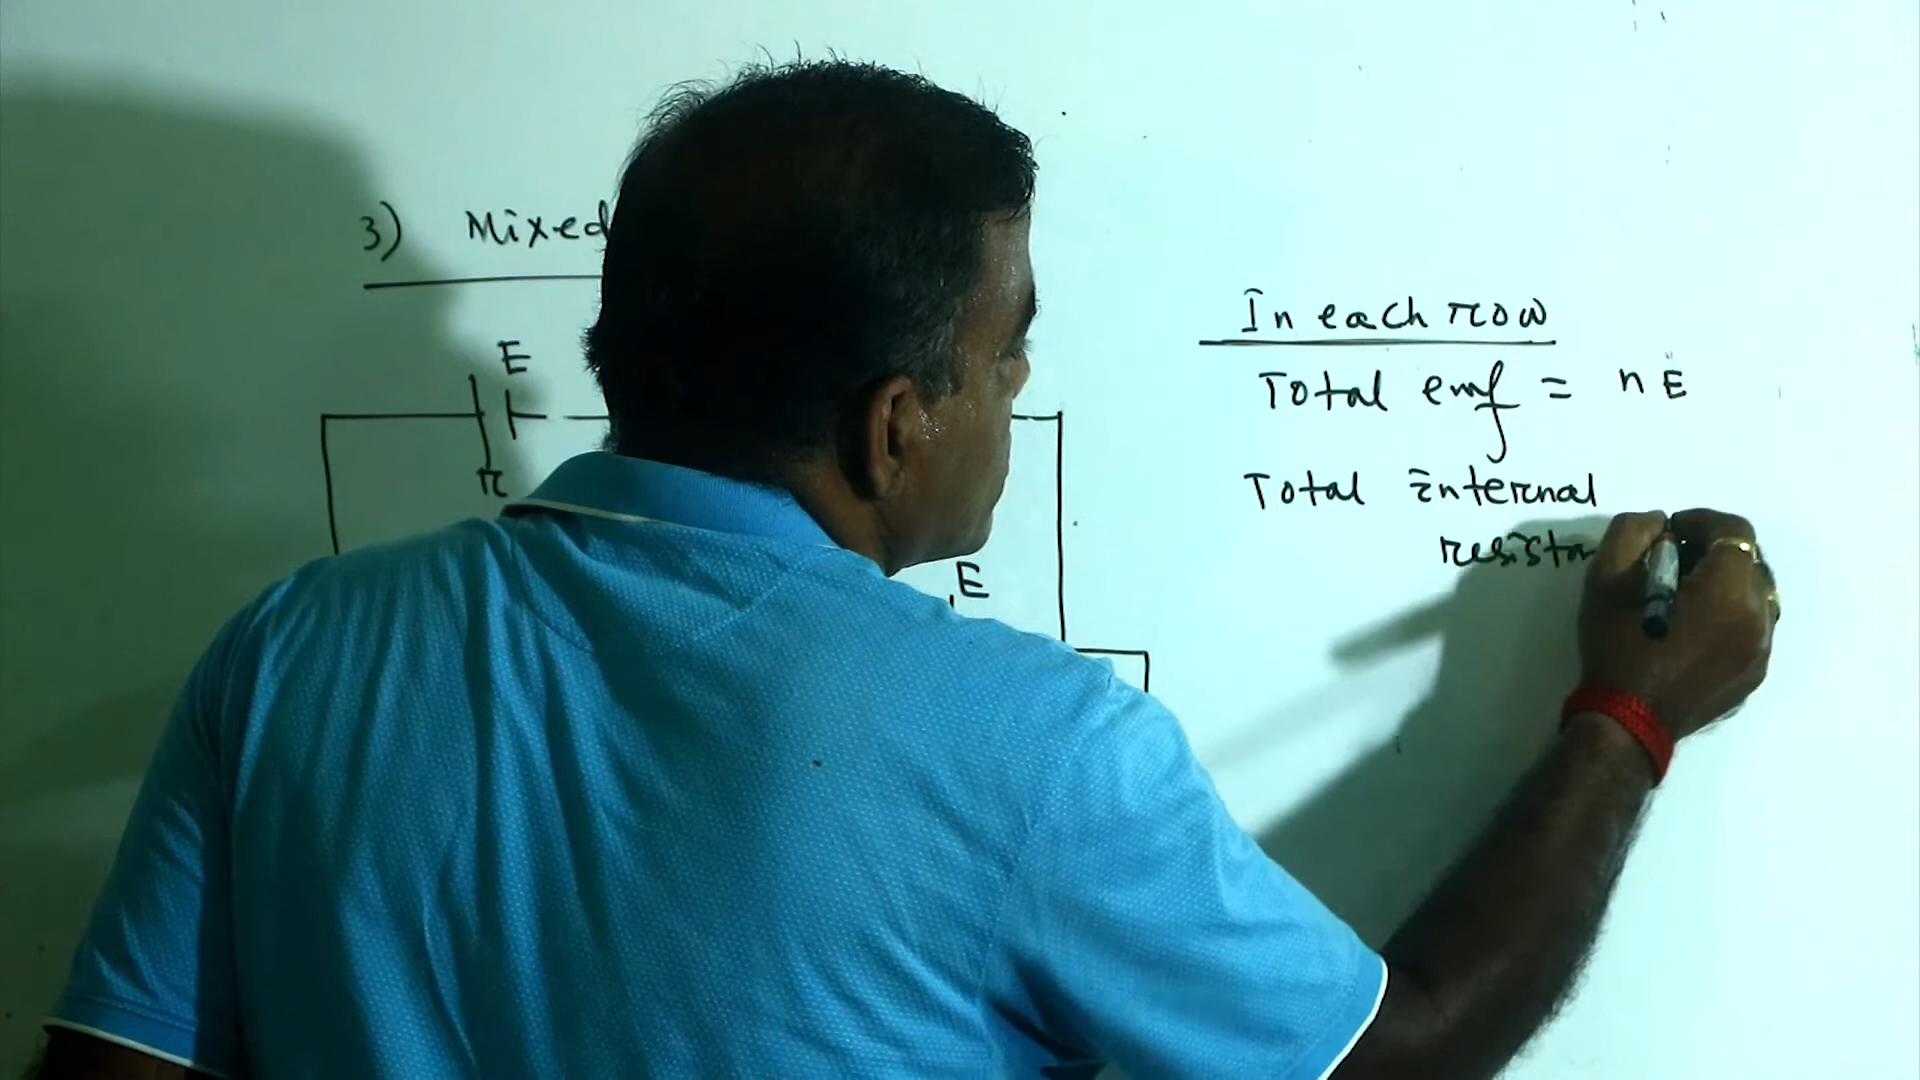 3) Mixed
E
r
E
In each row
Total emf = nE
Total internal
resistan